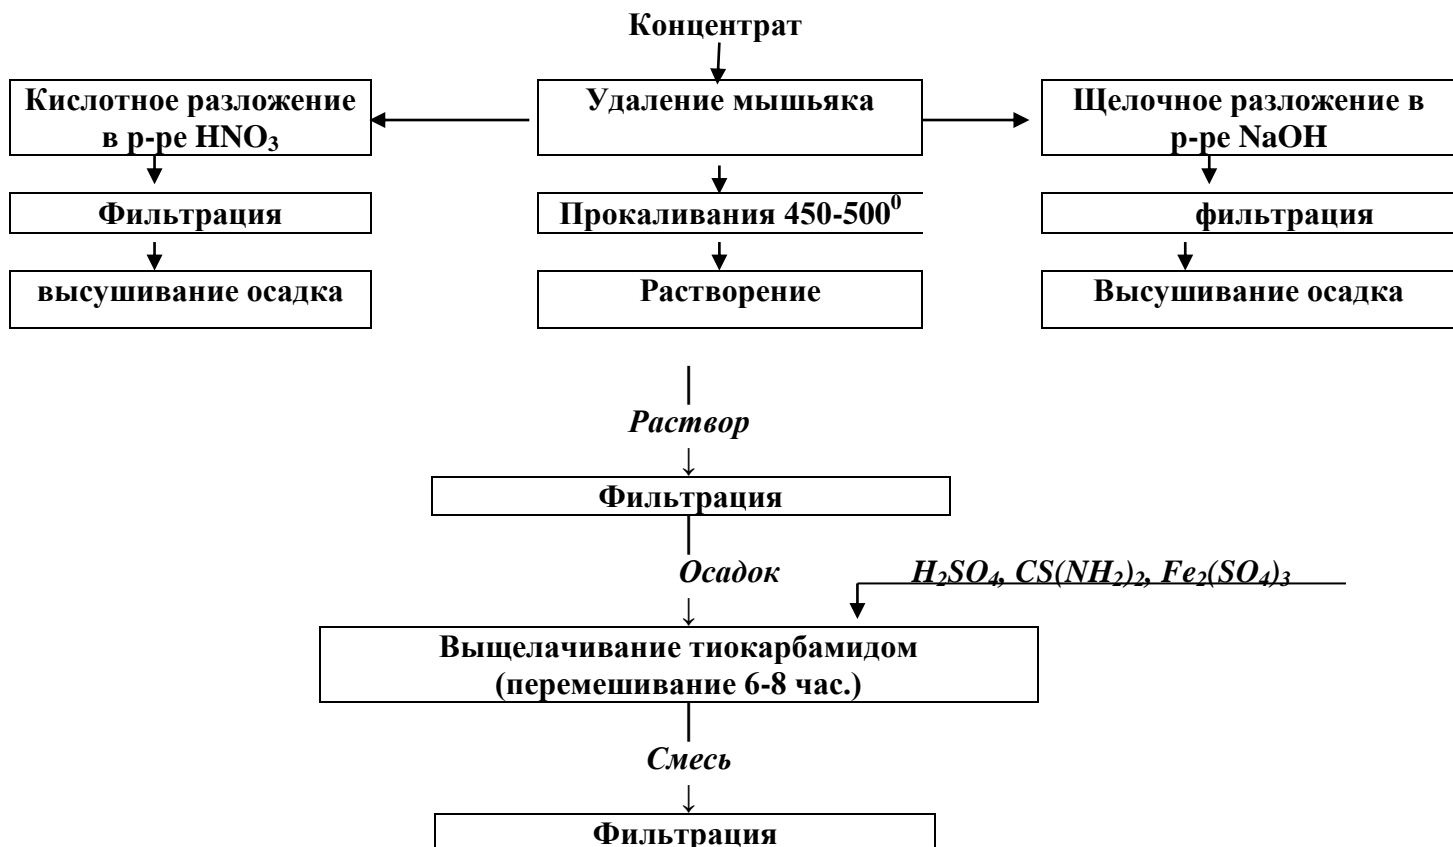 Концентрат
Кислотное разложение
в р-ре HNO₃
Удаление мышьяка
Щелочное разложение в
р-ре NaOH
Фильтрация
Прокаливания 450-500⁰
фильтрация
высушивание осадка
Растворение
Высушивание осадка
Раствор
↓
Фильтрация
Осадок
H₂SO₄, CS(NH₂)₂, Fe₂(SO₄)₃
↓
Выщелачивание тиокарбамидом
(перемешивание 6-8 час.)
Смесь
↓
Фильтрация